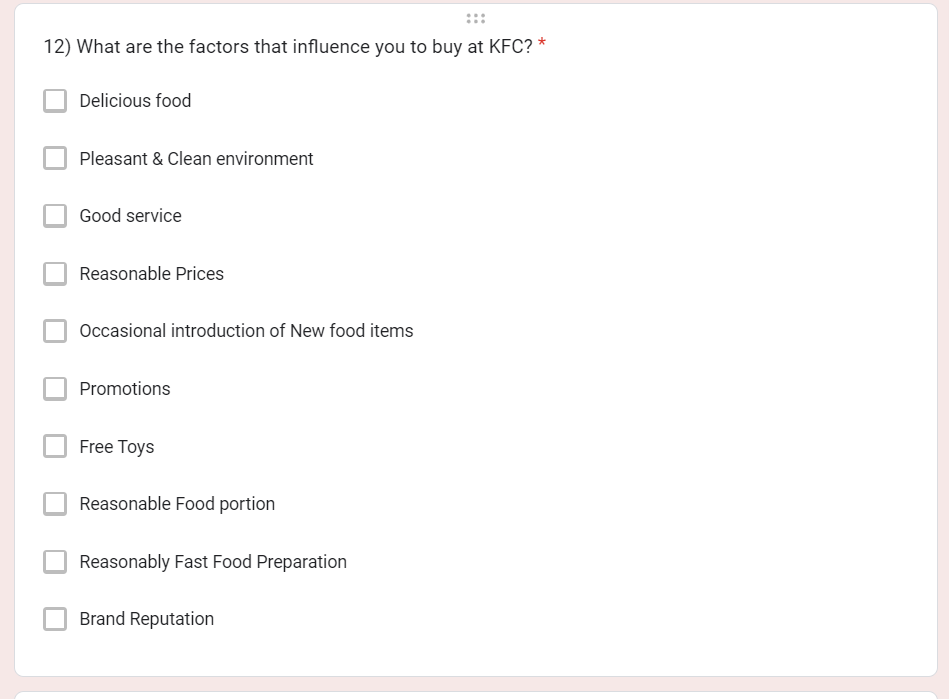 12) What are the factors that influence you to buy at KFC? *
Delicious food
Pleasant & Clean environment
Good service
Reasonable Prices
Occasional introduction of New food items
Promotions
Free Toys
Reasonable Food portion
Reasonably Fast Food Preparation
Brand Reputation